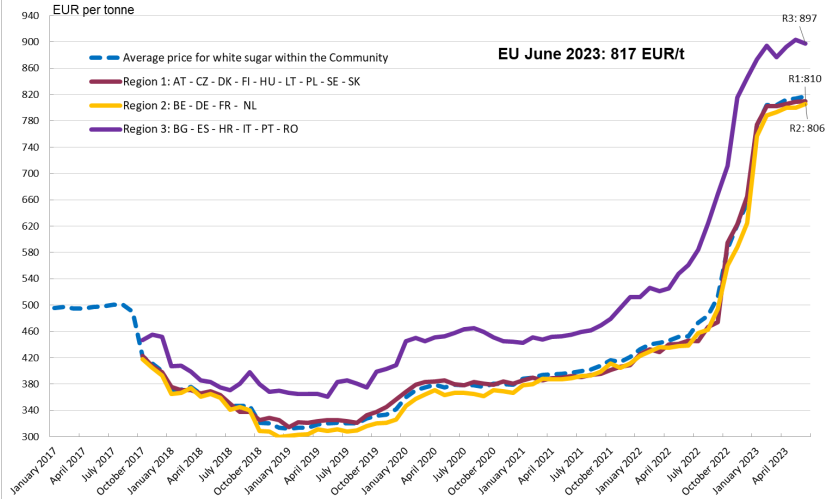 EUR per tonne
940
900
860
820
780
740
700
660
620
580
540
500
460
420
380
340
300
Average price for white sugar within the Community
Region 1: AT - CZ - DK - FI - HU - LT - PL - SE - SK
Region 2: BE - DE - FR - NL
Region 3: BG - ES - HR - IT - PT - RO
EU June 2023: 817 EUR/t
R3: 897
R1:810
R2: 806
January 2017
April 2017
July 2017
October 2017
January 2018
April 2018
July 2018
October 2018
January 2019
April 2019
July 2019
October 2019
January 2020
April 2020
July 2020
October 2020
January 2021
April 2021
July 2021
October 2021
January 2022
April 2022
July 2022
October 2022
January 2023
April 2023